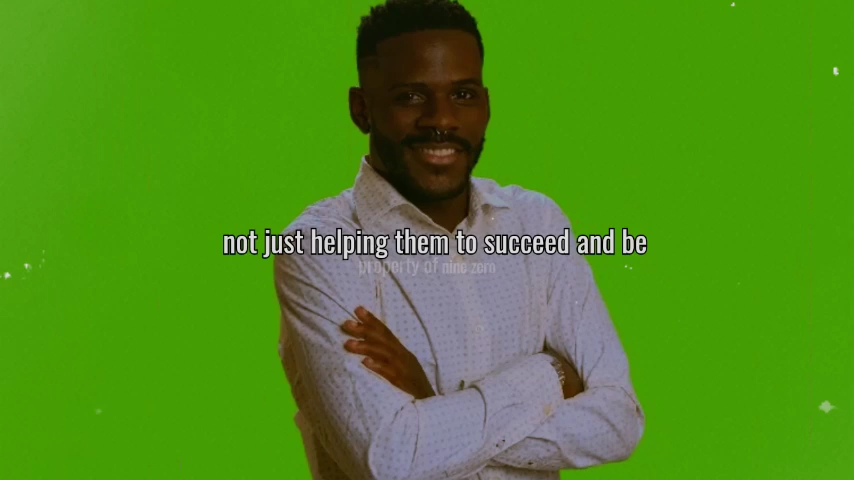 not just helping them to succeed and be
property of nine zero